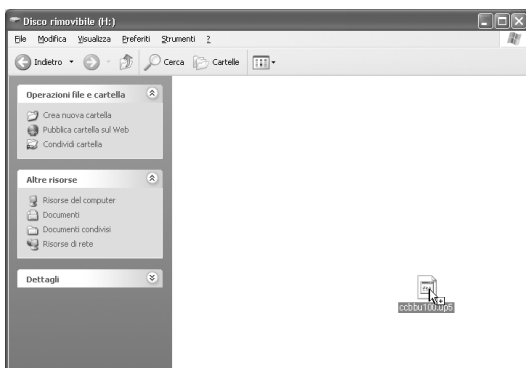 Disco rimovibile (H:)
File Modifica Visualizza Preferiti Strumenti ?
Indietro Cerca Cartelle
Operazioni file e cartella
Crea nuova cartella
Pubblica cartella sul Web
Condividi cartella
Altre risorse
Risorse del computer
Documenti
Documenti condivisi
Risorse di rete
Dettagli
ccbbu100.up6